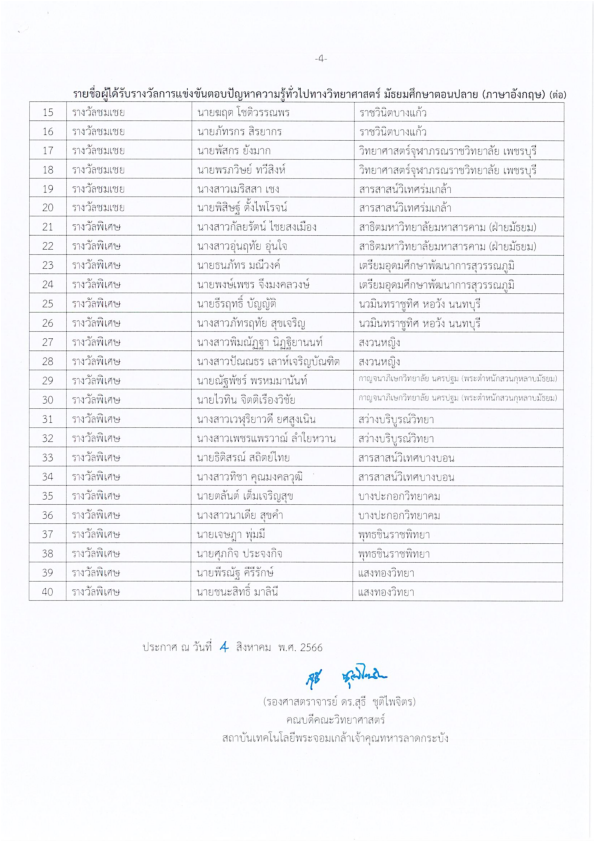 -4-
รายชื่อผู้ได้รับรางวัลการแข่งขันตอบปัญหาความรู้ทั่วไปทางวิทยาศาสตร์ มัธยมศึกษาตอนปลาย (ภาษาอังกฤษ) (ต่อ)
15 รางวัลชมเชย นายฆฤต โชติวรรณพร ราชวินิตบางแก้ว
16 รางวัลชมเชย นายภัทรกร สิรยากร ราชวินิตบางแก้ว
17 รางวัลชมเชย นายพัสกร ยังมาก วิทยาศาสตร์จุฬาภรณราชวิทยาลัย เพชรบุรี
18 รางวัลชมเชย นายพรภวิษย์ ทวีสิงห์ วิทยาศาสตร์จุฬาภรณราชวิทยาลัย เพชรบุรี
19 รางวัลชมเชย นางสาวเมริสสา เชง สารสาสน์วิเทศร่มเกล้า
20 รางวัลชมเชย นายพิสิษฐ์ ตั้งไพโรจน์ สารสาสน์วิเทศร่มเกล้า
21 รางวัลพิเศษ นางสาวกัลยรัตน์ ไชยสงเมือง สาธิตมหาวิทยาลัยมหาสารคาม (ฝ่ายมัธยม)
22 รางวัลพิเศษ นางสาวอุ่นฤทัย อุ่นใจ สาธิตมหาวิทยาลัยมหาสารคาม (ฝ่ายมัธยม)
23 รางวัลพิเศษ นายธนภัทร มณีวงค์ เตรียมอุดมศึกษาพัฒนาการสุวรรณภูมิ
24 รางวัลพิเศษ นายพงษ์เพชร จึงมงคลวงษ์ เตรียมอุดมศึกษาพัฒนาการสุวรรณภูมิ
25 รางวัลพิเศษ นายธีรฤทธิ์ บัญญัติ นวมินทราชูทิศ หอวัง นนทบุรี
26 รางวัลพิเศษ นางสาวภัทรฤทัย สุขเจริญ นวมินทราชูทิศ หอวัง นนทบุรี
27 รางวัลพิเศษ นางสาวพิมณัฏฐา นิฏฐิยานนท์ สงวนหญิง
28 รางวัลพิเศษ นางสาวปัณณธร เลาห์เจริญบัณฑิต สงวนหญิง
29 รางวัลพิเศษ นายณัฐพัชร์ พรหมมานันท์ กาญจนาภิเษกวิทยาลัย นครปฐม (พระตำหนักสวนกุหลาบมัธยม)
30 รางวัลพิเศษ นายไวทิน จิตติเรืองวิชัย กาญจนาภิเษกวิทยาลัย นครปฐม (พระตำหนักสวนกุหลาบมัธยม)
31 รางวัลพิเศษ นางสาวเวฬุริยาวดี ยศสูงเนิน สว่างบริบูรณ์วิทยา
32 รางวัลพิเศษ นางสาวเพชรแพรวาณ์ ลำใยหวาน สว่างบริบูรณ์วิทยา
33 รางวัลพิเศษ นายธิติสรณ์ สถิตย์ไทย สารสาสน์วิเทศบางบอน
34 รางวัลพิเศษ นางสาวทิชา คุณมงคลวุฒิ สารสาสน์วิเทศบางบอน
35 รางวัลพิเศษ นายดลันต์ เต็มเจริญสุข บางปะกอกวิทยาคม
36 รางวัลพิเศษ นางสาวนาเดีย สุขคำ บางปะกอกวิทยาคม
37 รางวัลพิเศษ นายเจษฎา พุ่มมี พุทธชินราชพิทยา
38 รางวัลพิเศษ นายศุภกิจ ประจงกิจ พุทธชินราชพิทยา
39 รางวัลพิเศษ นายพีรณัฐ คีรีรักษ์ แสงทองวิทยา
40 รางวัลพิเศษ นายชนะสิทธิ์ มาลินี แสงทองวิทยา
ประกาศ ณ วันที่ 4 สิงหาคม พ.ศ. 2566
(รองศาสตราจารย์ ดร.สุธี ชุติไพจิตร)
คณบดีคณะวิทยาศาสตร์
สถาบันเทคโนโลยีพระจอมเกล้าเจ้าคุณทหารลาดกระบัง